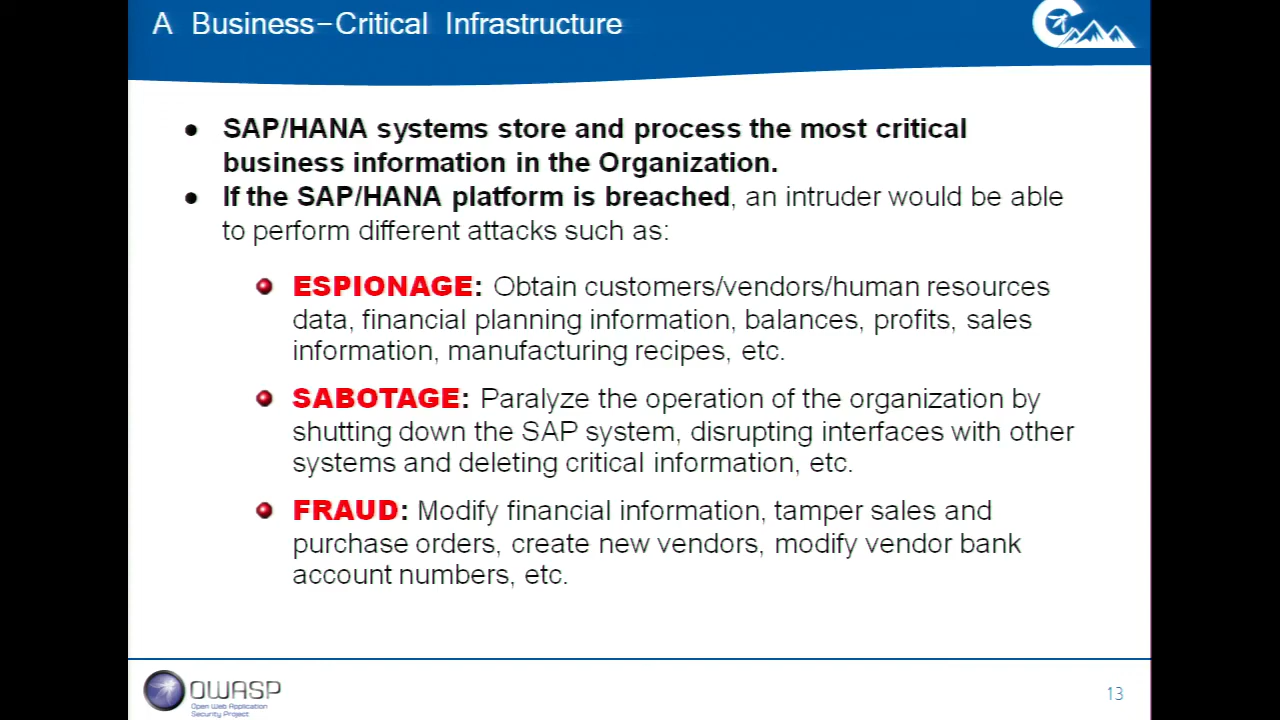 A Business-Critical Infrastructure
• SAP/HANA systems store and process the most critical
business information in the Organization.
• If the SAP/HANA platform is breached, an intruder would be able
to perform different attacks such as:
ESPIONAGE: Obtain customers/vendors/human resources
data, financial planning information, balances, profits, sales
information, manufacturing recipes, etc.
SABOTAGE: Paralyze the operation of the organization by
shutting down the SAP system, disrupting interfaces with other
systems and deleting critical information, etc.
FRAUD: Modify financial information, tamper sales and
purchase orders, create new vendors, modify vendor bank
account numbers, etc.
OWASP
Open Web Application
Security Project
13